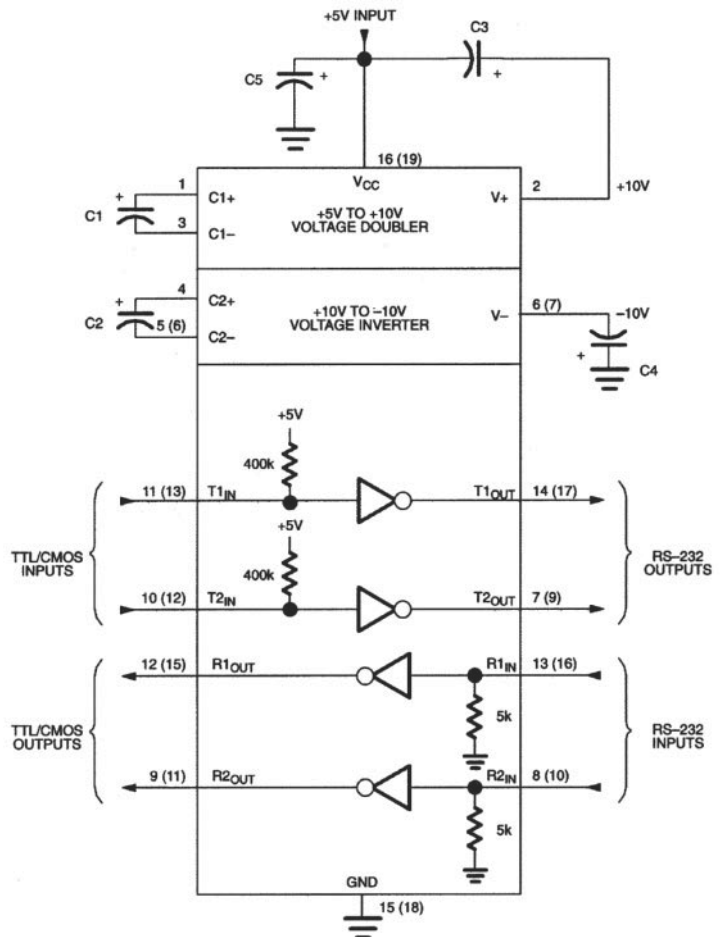 +5V INPUT
C3
C5
+
+
16 (19)
1
VCC
2
+10V
+
C1+
V+
C1
+5V TO +10V
VOLTAGE DOUBLER
3
C1–
4
+
C2+
+10V TO –10V
VOLTAGE INVERTER
6 (7)
–10V
C2
5 (6)
C2–
V–
+
C4
+5V
400k
11 (13)
T1IN
T1OUT
14 (17)
+5V
TTL/CMOS
INPUTS
400k
RS–232
OUTPUTS
10 (12)
T2IN
T2OUT
7 (9)
12 (15)
R1OUT
R1IN
13 (16)
TTL/CMOS
OUTPUTS
5k
RS–232
INPUTS
9 (11)
R2OUT
R2IN
8 (10)
5k
GND
15 (18)